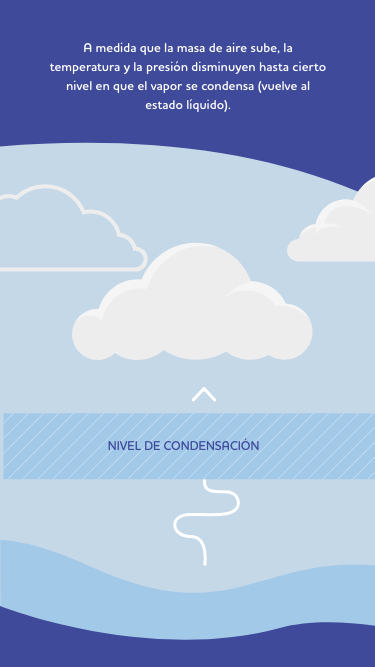 A medida que la masa de aire sube, la
temperatura y la presión disminuyen hasta cierto
nivel en que el vapor se condensa (vuelve al
estado líquido).
NIVEL DE CONDENSACIÓN